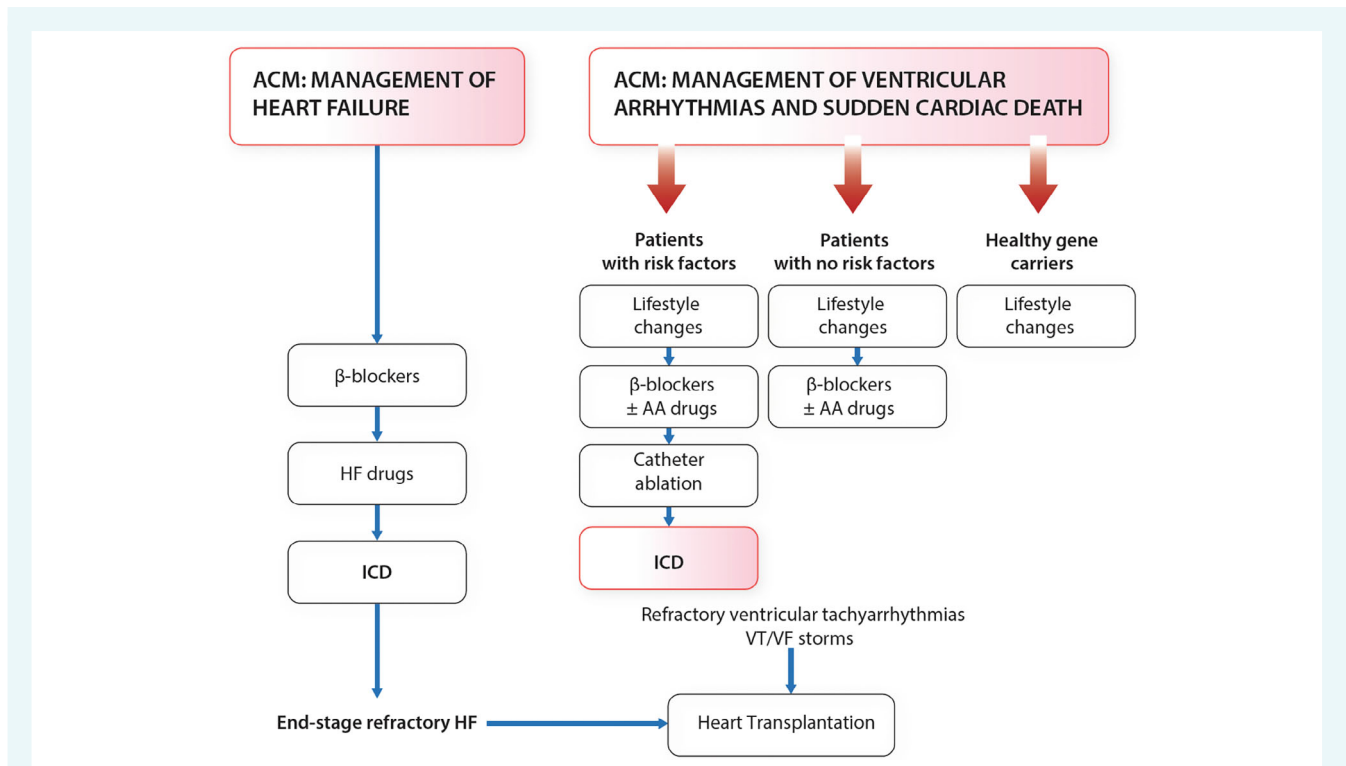 ACM: MANAGEMENT OF
HEART FAILURE
β-blockers
HF drugs
ICD
End-stage refractory HF
ACM: MANAGEMENT OF VENTRICULAR
ARRHYTHMIAS AND SUDDEN CARDIAC DEATH
Patients
with risk factors
Lifestyle
changes
β-blockers
± AA drugs
Catheter
ablation
ICD
Patients
with no risk factors
Lifestyle
changes
β-blockers
± AA drugs
Healthy gene
carriers
Lifestyle
changes
Refractory ventricular tachyarrhythmias
VT/VF storms
Heart Transplantation